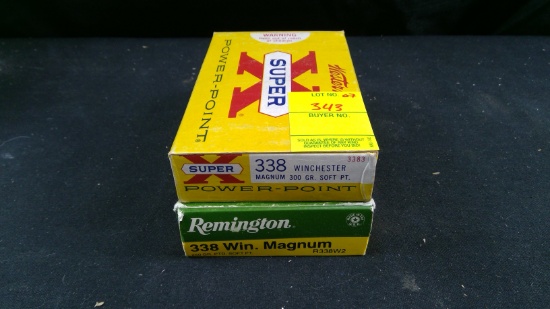 WARNING
X
SUPER
POWER-POINT
Western
LOT NO.
343
BUYER NO.
X
SUPER
338 WINCHESTER
MAGNUM 300 GR. SOFT PT.
POWER-POINT
Remington
338 Win. Magnum
R338W2